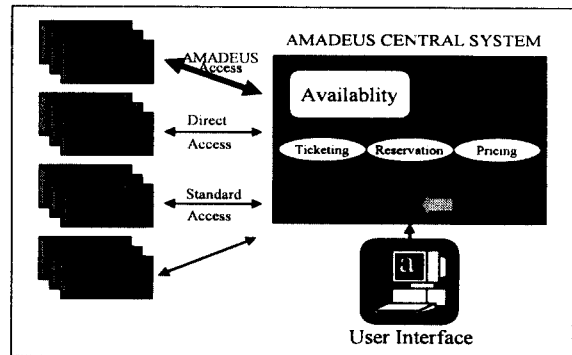 AMADEUS CENTRAL SYSTEM
AMADEUS
Access
Availablity
Direct
Access
Ticketing
Reservation
Pricing
Standard
Access
a
User Interface